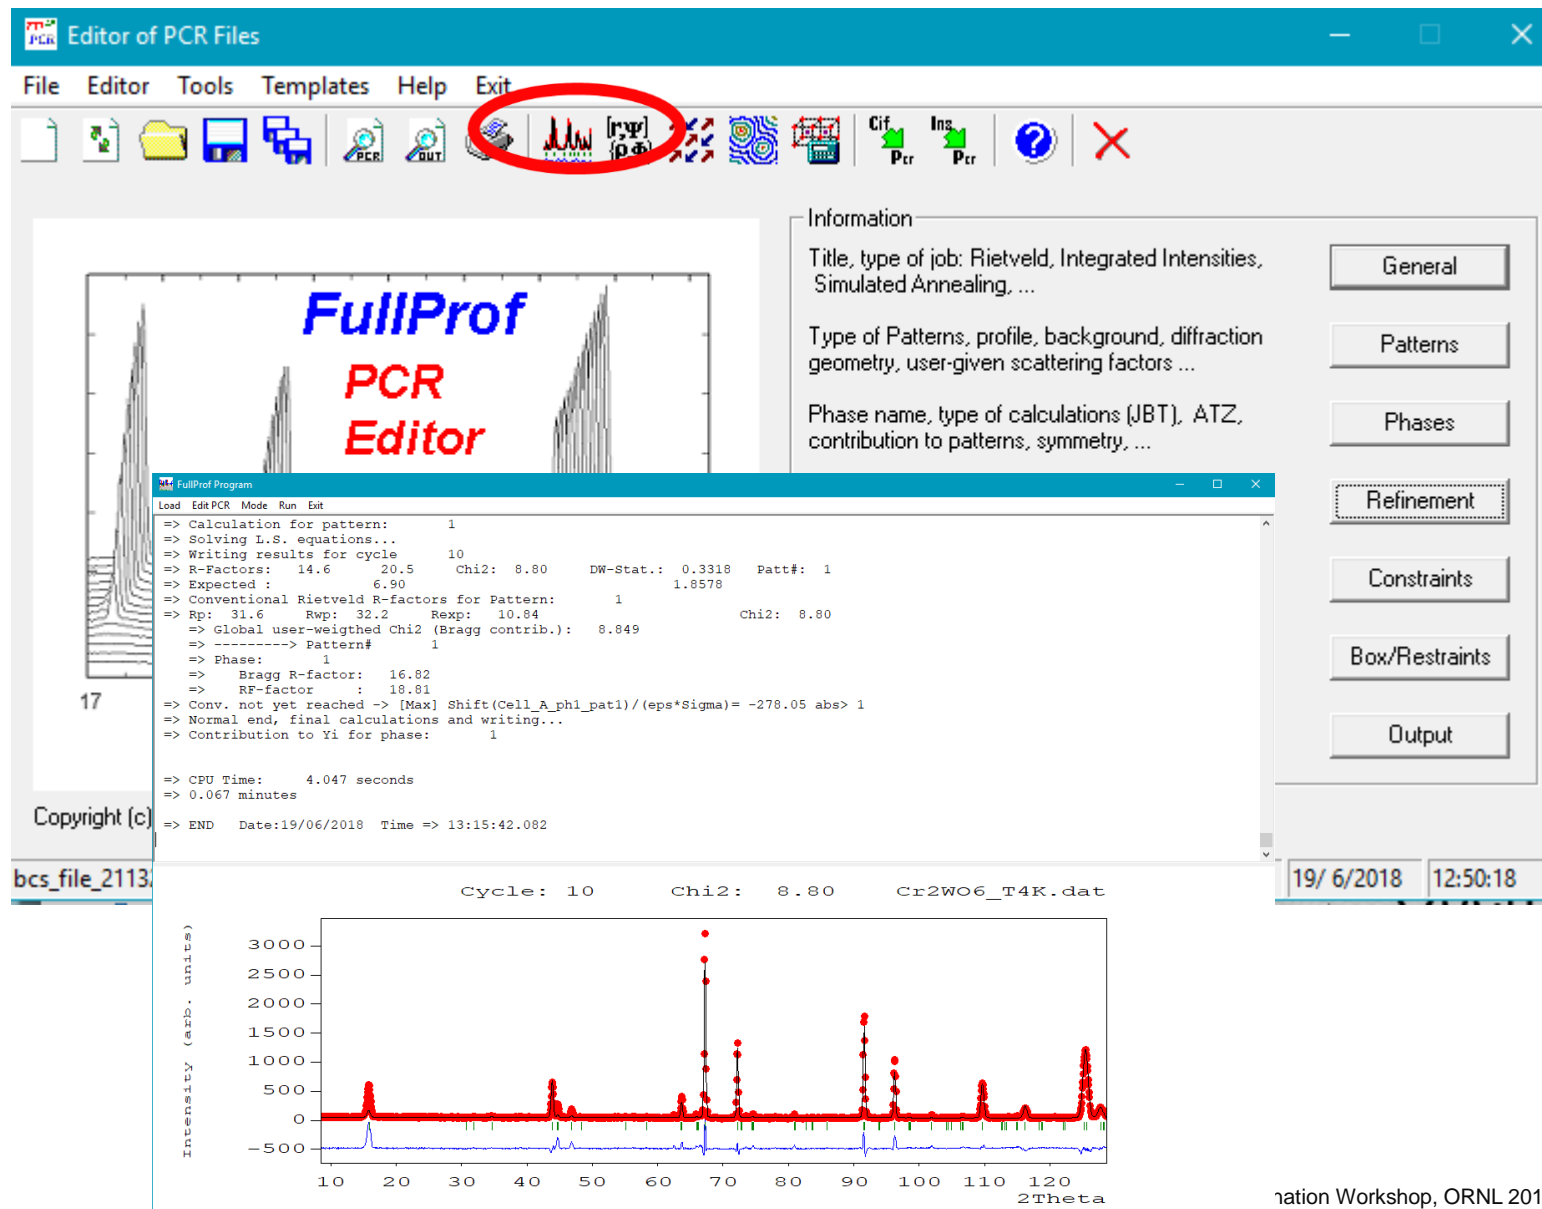 Editor of PCR Files
File Editor Tools Templates Help Exit
PCR OUT [r,Ψ] Cif Pcr Ins Pcr
Information
Title, type of job: Rietveld, Integrated Intensities,
Simulated Annealing, ...
General
Type of Patterns, profile, background, diffraction
geometry, user-given scattering factors ...
Patterns
Phase name, type of calculations (JBT), ATZ,
contribution to patterns, symmetry, ...
Phases
Refinement
Constraints
Box/Restraints
Output
FullProf
PCR
Editor
17
Copyright (c)
19/ 6/2018 12:50:18
FullProf Program
Load Edit PCR Mode Run Exit
=> Calculation for pattern: 1
=> Solving L.S. equations...
=> Writing results for cycle 10
=> R-Factors: 14.6 20.5 Chi2: 8.80 DW-Stat.: 0.3318 Patt#: 1
=> Expected : 6.90 1.8578
=> Conventional Rietveld R-factors for Pattern: 1
=> Rp: 31.6 Rwp: 32.2 Rexp: 10.84 Chi2: 8.80
=> Global user-weigthed Chi2 (Bragg contrib.): 8.849
=> ---------> Pattern# 1
=> Phase: 1
=> Bragg R-factor: 16.82
=> RF-factor : 18.81
=> Conv. not yet reached -> [Max] Shift(Cell_A_ph1_pat1)/(eps*Sigma)= -278.05 abs> 1
=> Normal end, final calculations and writing...
=> Contribution to Yi for phase: 1
=> CPU Time: 4.047 seconds
=> 0.067 minutes
=> END Date:19/06/2018 Time => 13:15:42.082
Cycle: 10 Chi2: 8.80 Cr2WO6_T4K.dat
Intensity (arb. units)
3000
2500
2000
1500
1000
500
0
-500
10 20 30 40 50 60 70 80 90 100 110 120
2Theta
Workshop, ORNL 201